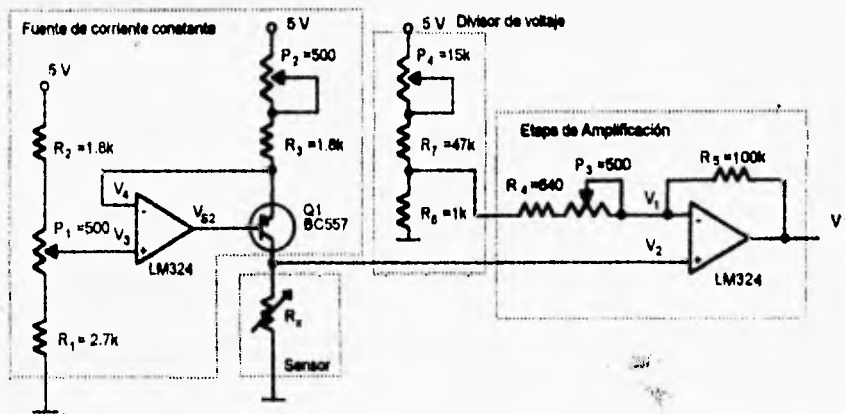 Fuente de corriente constante
5 V
Divisor de voltaje
5 V
P2 =500
P4 =15k
5 V
R2 =1.8k
R3 =1.8k
R7 =47k
Etapa de Amplificación
P3 =500
R5 =100k
R4 =640
V4
VS2
Q1
BC557
R6 =1k
V1
P1 =500
V3
LM324
V2
V
LM324
Rx
R1 = 2.7k
Sensor